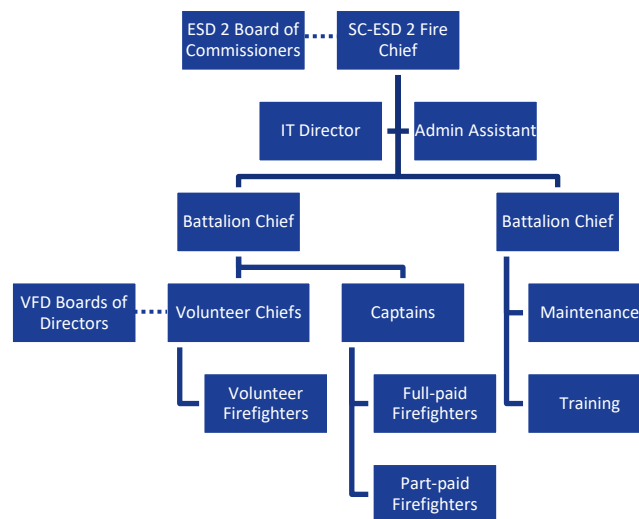 ESD 2 Board of
Commissioners
SC-ESD 2 Fire
Chief
IT Director
Admin Assistant
Battalion Chief
Battalion Chief
VFD Boards of
Directors
Volunteer Chiefs
Captains
Maintenance
Volunteer
Firefighters
Full-paid
Firefighters
Training
Part-paid
Firefighters